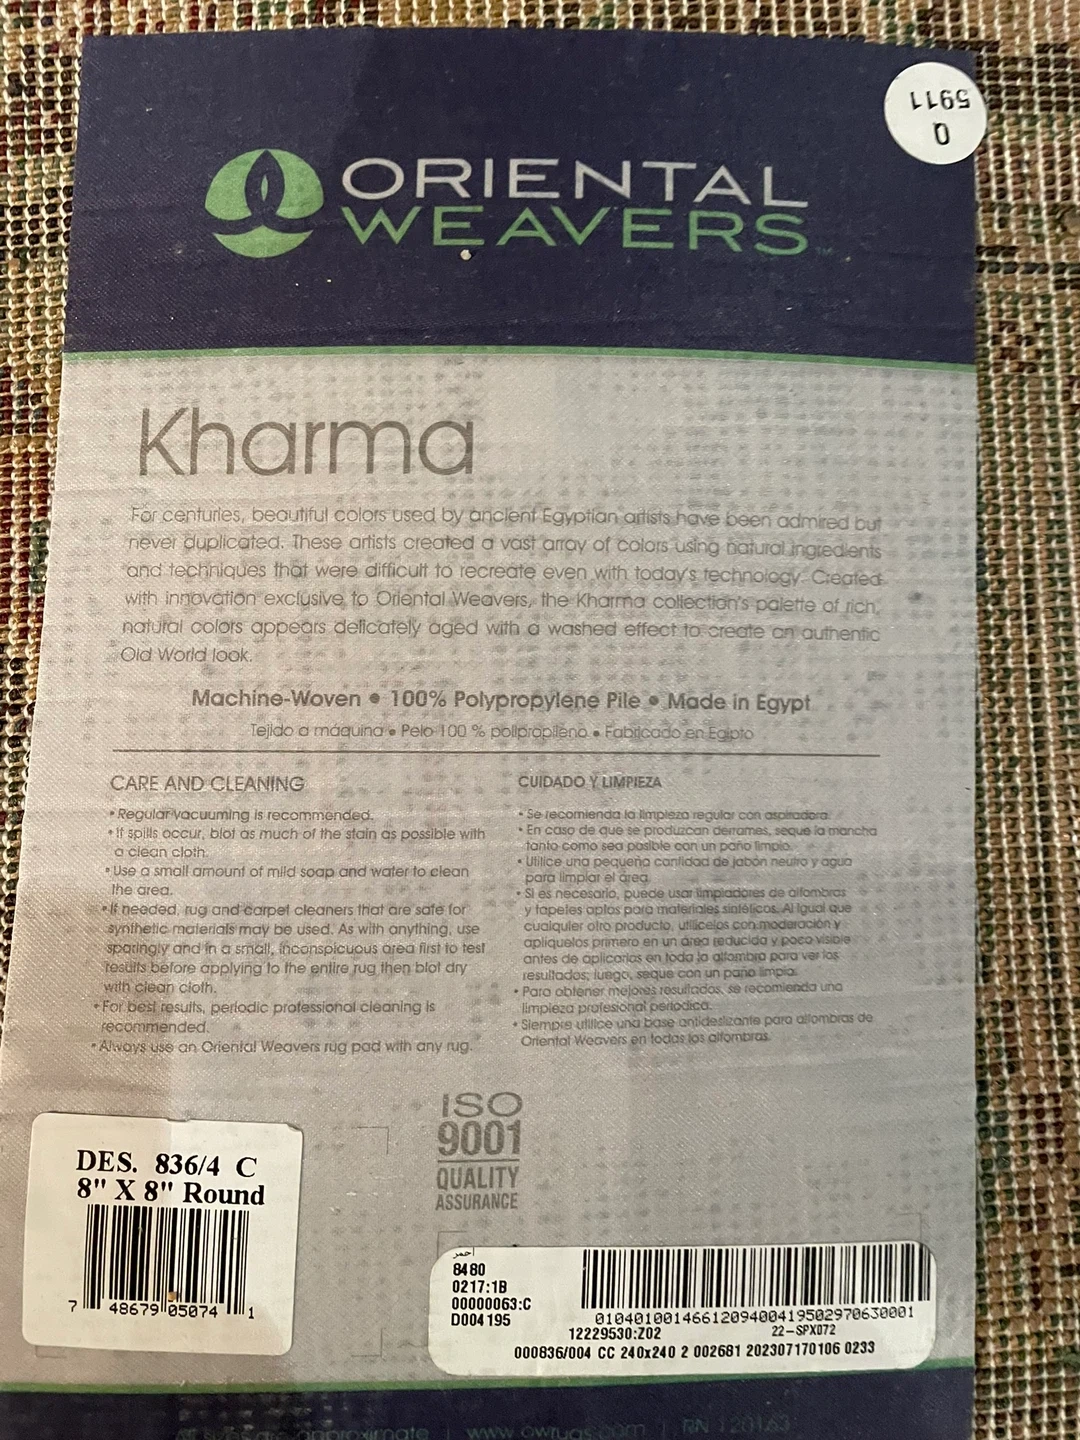 5911
Q
ORIENTAL
WEAVERS
Kharma
For centuries, beautiful colors used by ancient Egyptian artists have been admired but
never duplicated. These artists created a vast array of colors using natural ingredients
and techniques that were difficult to recreate even with today's technology. Created
with innovation exclusive to Oriental Weavers, the Kharma collection's palette of rich,
natural colors appears delicately aged with a washed effect to create an authentic
Old World look.
Machine-Woven • 100% Polypropylene Pile • Made in Egypt
Tejido a máquina • Pelo 100 % polipropileno • Fabricado en Egipto
CARE AND CLEANING
• Regular vacuuming is recommended.
• If spills occur, blot as much of the stain as possible with
a clean cloth.
• Use a small amount of mild soap and water to clean
the area.
• If needed, rug and carpet cleaners that are safe for
synthetic materials may be used. As with anything, use
sparingly and in a small, inconspicuous area first to test
results before applying to the entire rug then blot dry
with clean cloth.
• For best results, periodic professional cleaning is
recommended.
• Always use an Oriental Weavers rug pad with any rug.
CUIDADO Y LIMPIEZA
• Se recomienda la limpieza regular con aspiradora.
• En caso de que se produzcan derrames, seque la mancha
tanto como sea posible con un paño limpio.
• Utilice una pequeña cantidad de jabón neutro y agua
para limpiar el área.
• Si es necesario, puede usar limpiadores de alfombras
y tapetes aptos para materiales sintéticos. Al igual que
cualquier otro producto, utilícelos con moderación y
aplíquelos primero en un área reducida y poco visible
antes de aplicarlos en toda la alfombra para ver los
resultados; luego, seque con un paño limpio.
• Para obtener mejores resultados, se recomienda una
limpieza profesional periódica.
• Siempre utilice una base antideslizante para alfombras de
Oriental Weavers en todas las alfombras.
ISO
9001
QUALITY
ASSURANCE
DES. 836/4 C
8" X 8" Round
7 48679 05074 1
أحمر
8480
0217:1B
00000063:C
D004195
01040100146612094004195029706300​01
12229530:Z02 22-SPX072
000836/004 CC 240x240 2 002681 202307170106 0233
approximate | www.owrugs.com | RN 120163